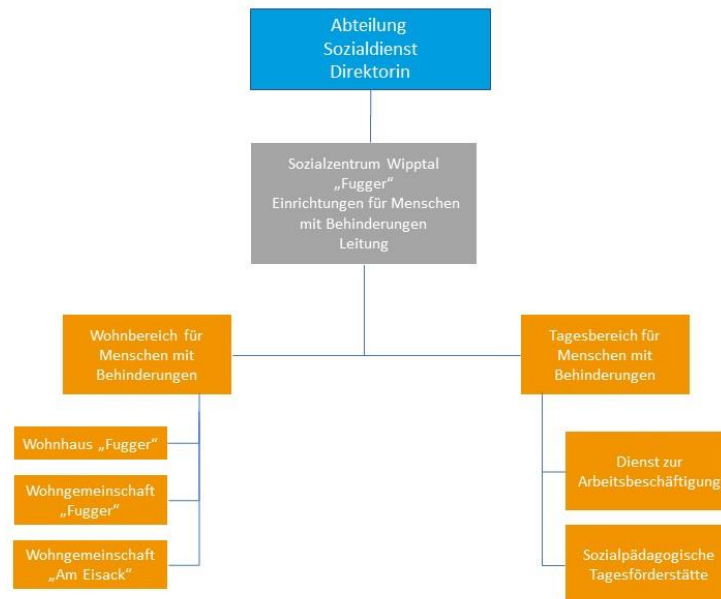 Abteilung
Sozialdienst
Direktorin
Sozialzentrum Wipptal
„Fugger“
Einrichtungen für Menschen
mit Behinderungen
Leitung
Wohnbereich für
Menschen mit
Behinderungen
Tagesbereich für
Menschen mit
Behinderungen
Wohnhaus „Fugger“
Wohngemeinschaft
„Fugger“
Wohngemeinschaft
„Am Eisack“
Dienst zur
Arbeitsbeschäftigung
Sozialpädagogische
Tagesförderstätte